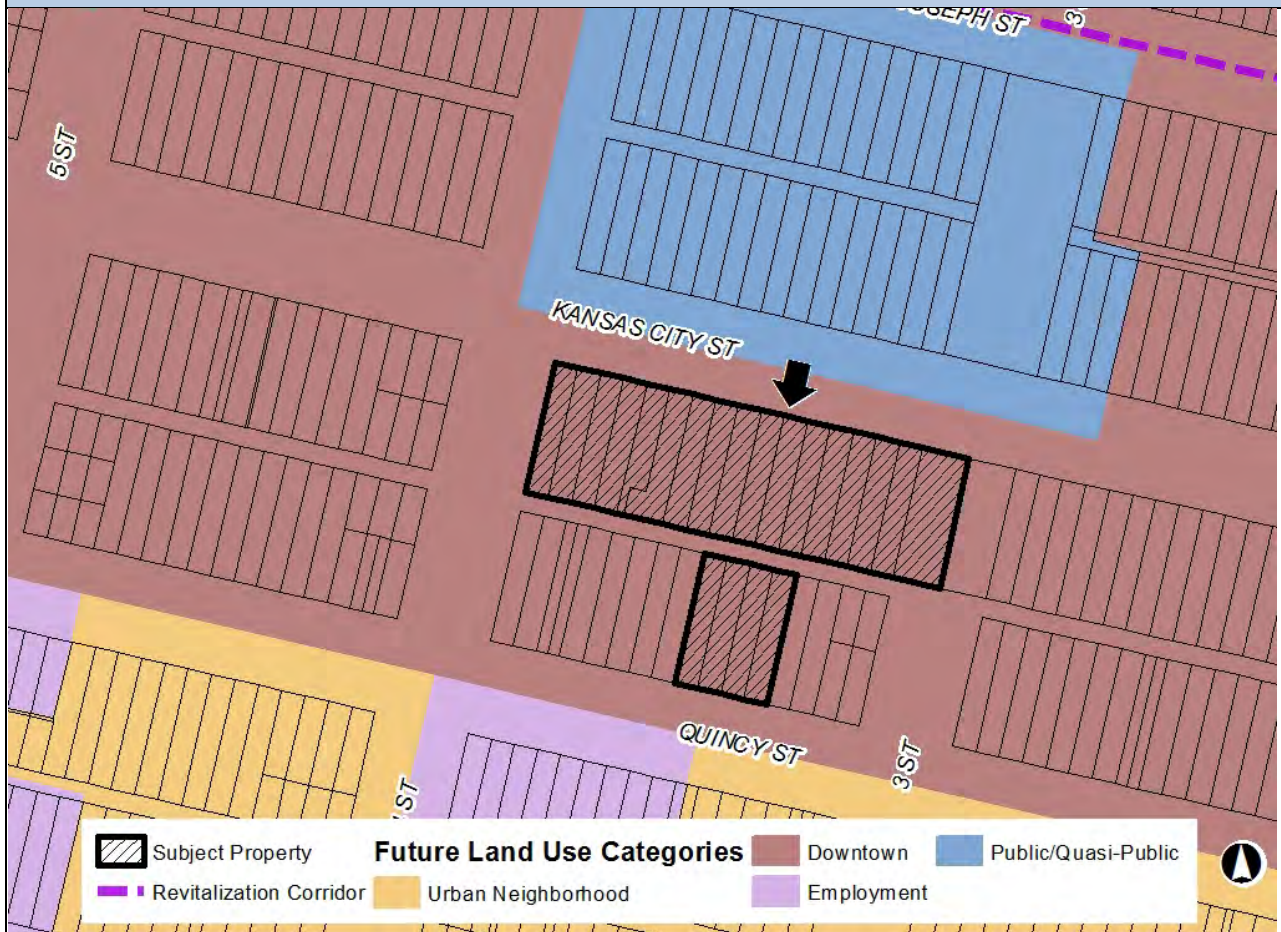 5 ST
KANSAS CITY ST
QUINCY ST
3 ST
ST
Subject Property
Revitalization Corridor
Future Land Use Categories
Urban Neighborhood
Downtown
Employment
Public/Quasi-Public